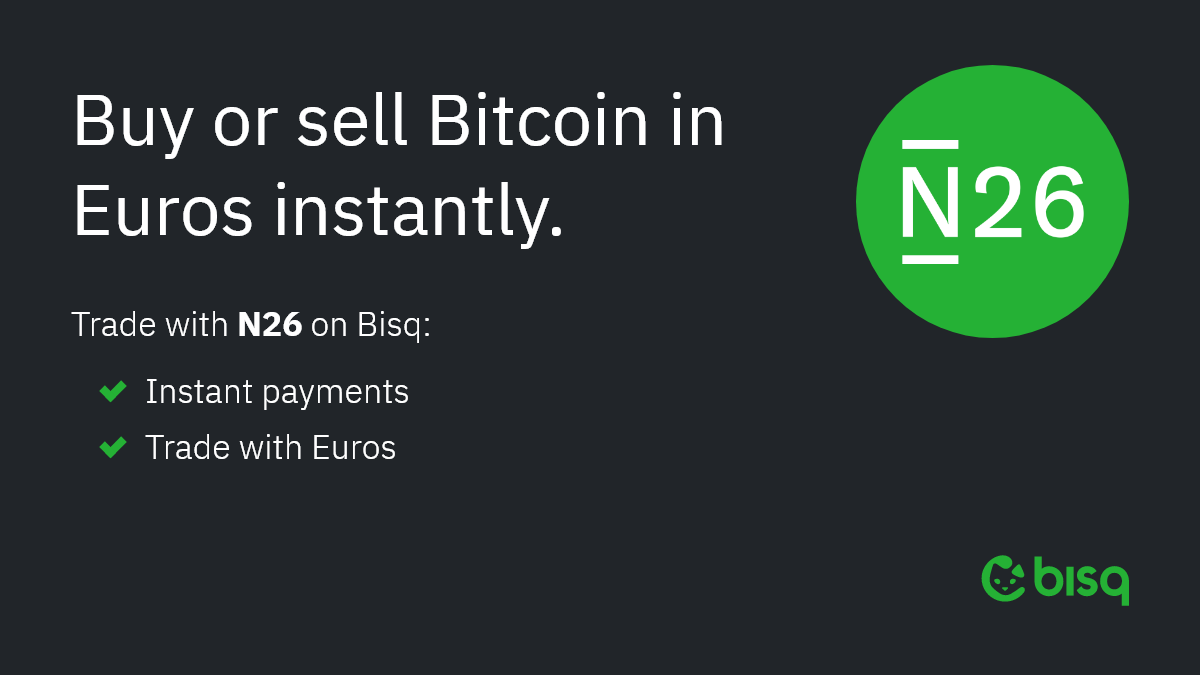 Buy or sell Bitcoin in
Euros instantly.
N26
Trade with N26 on Bisq:
Instant payments
Trade with Euros
bisq